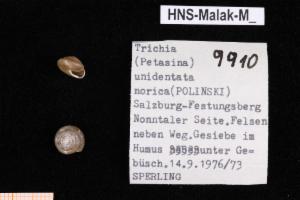 HNS-Malak-M_
9910
Trichia
(Petasina)
unidentata
norica(POLINSKI)
Salzburg-Festungsberg
Nonntaler Seite.Felsen
neben Weg.Gesiebe im
Humus unter Ge-
büsch.14.9.1976/73
SPERLING